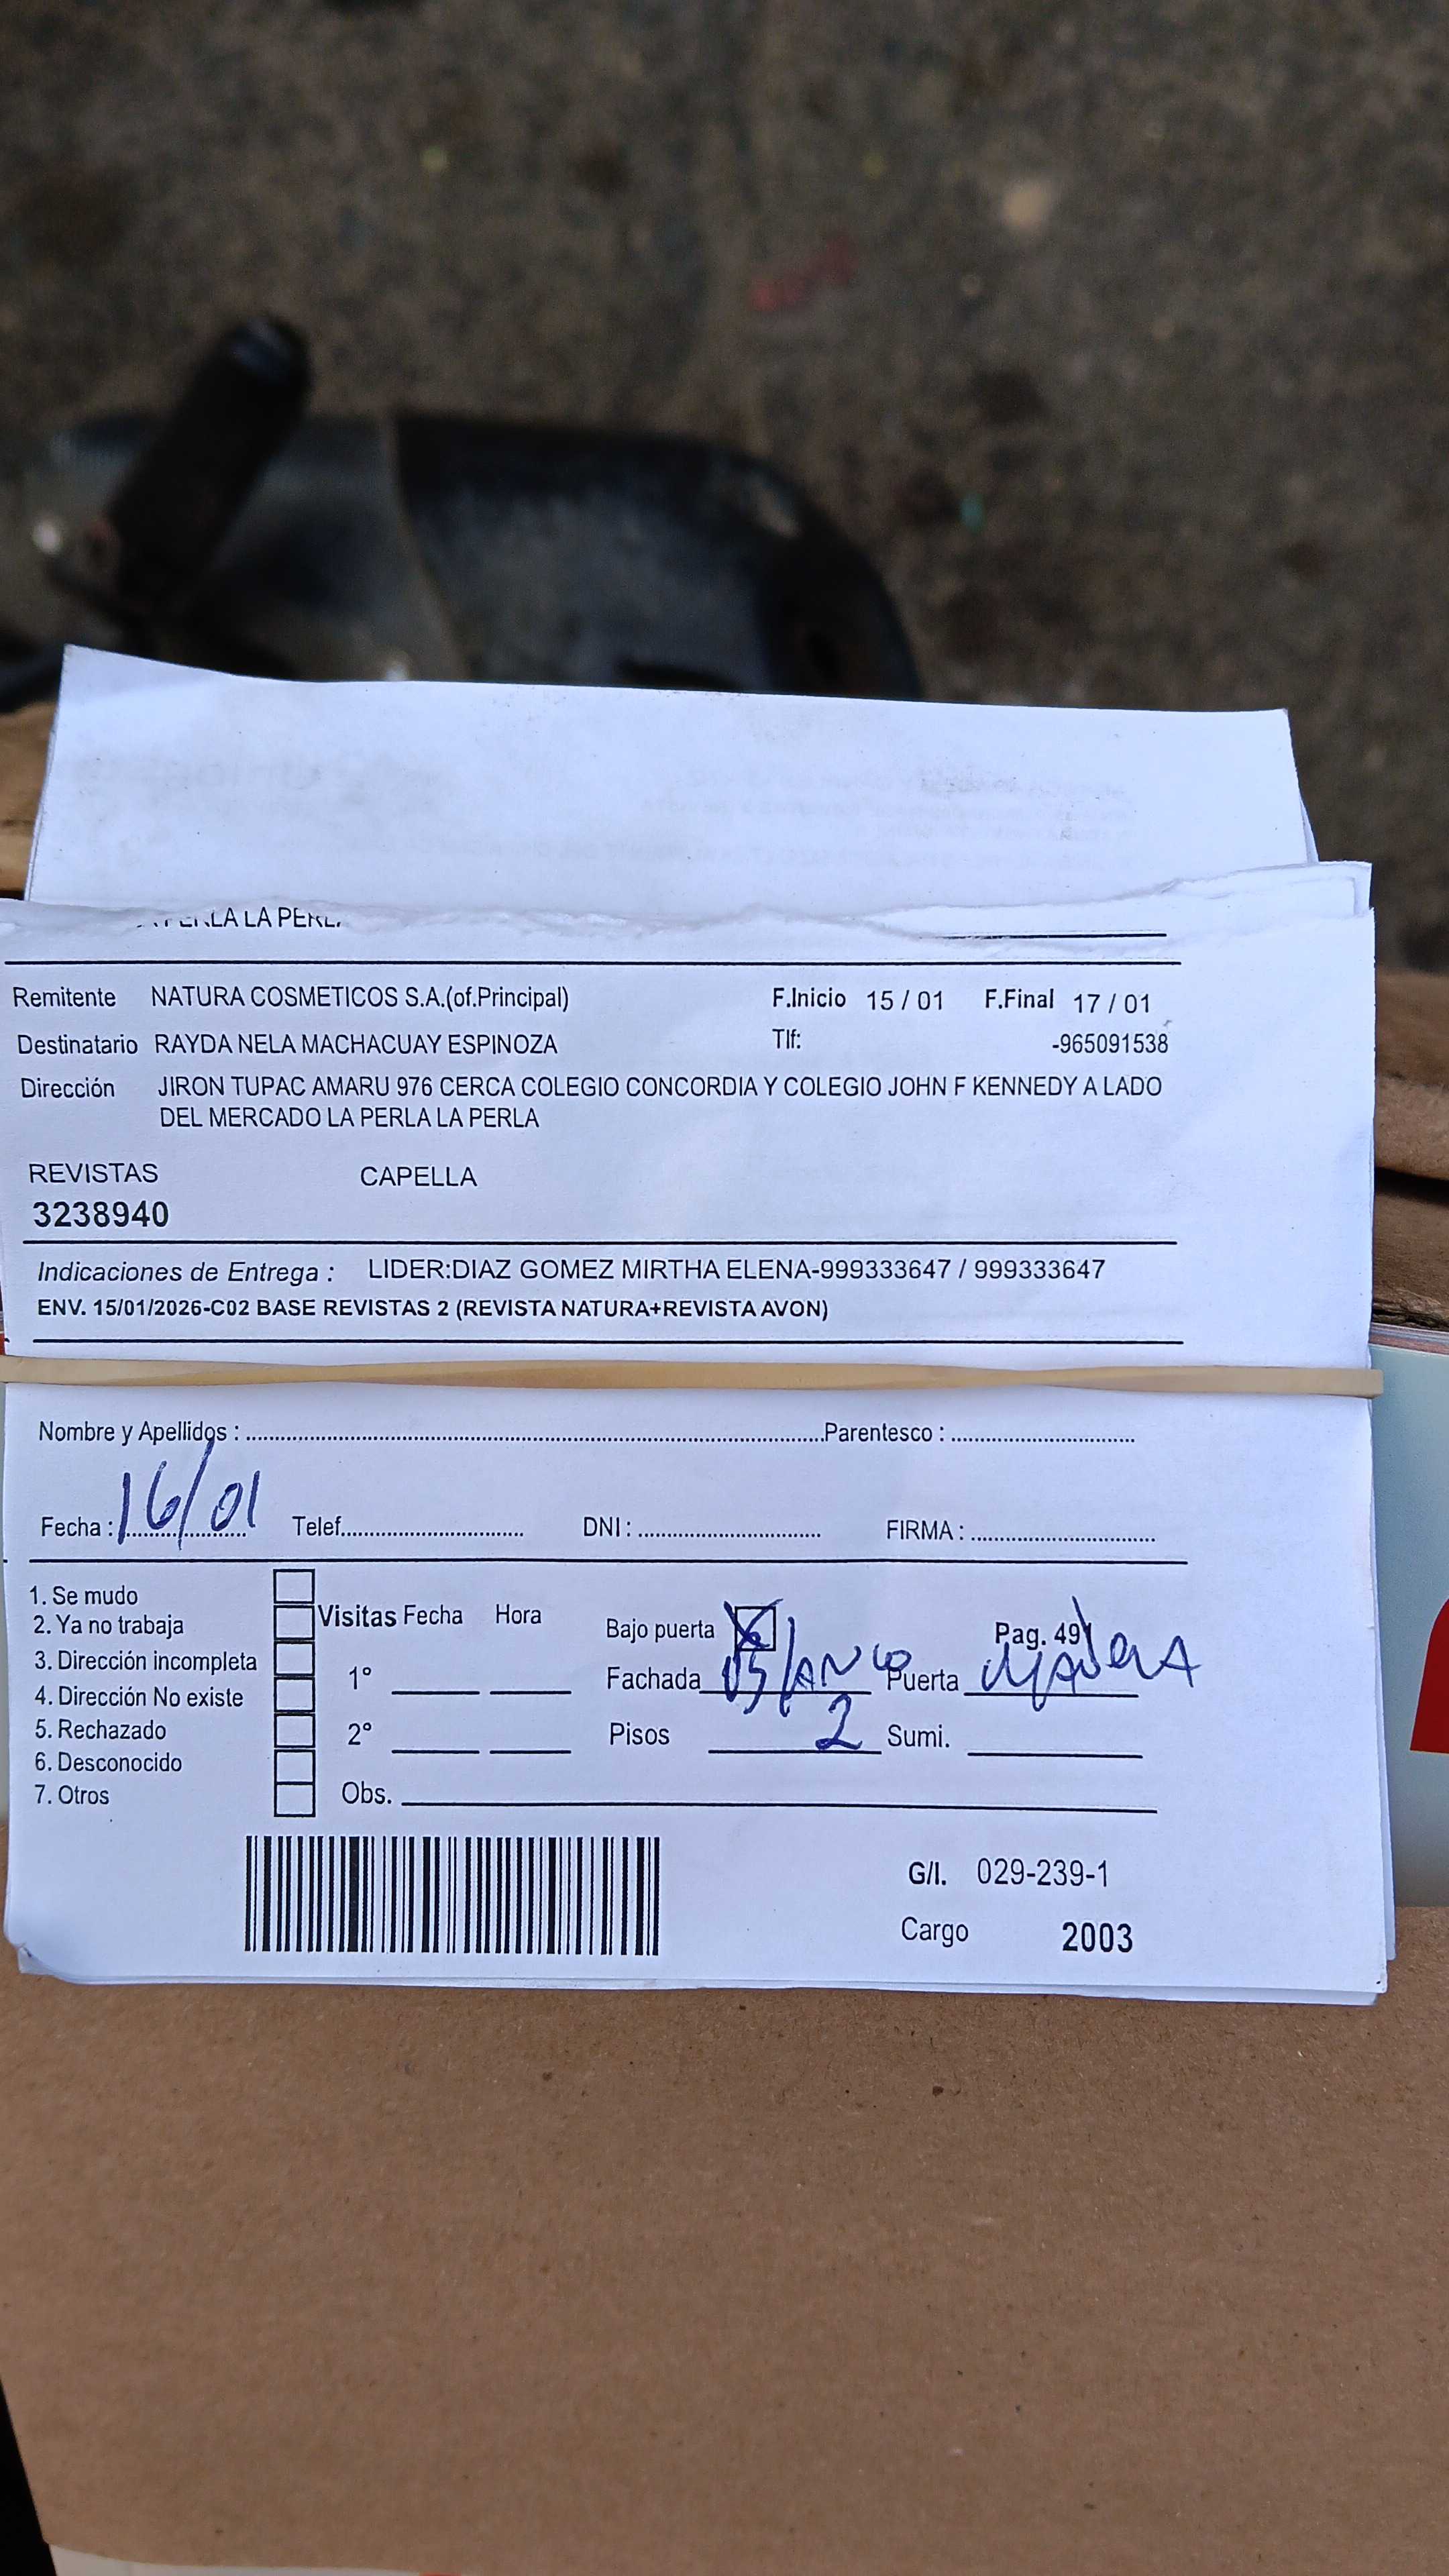 LA LA PERL
Remitente NATURA COSMETICOS S.A.(of.Principal) F.Inicio 15 / 01 F.Final 17 / 01
Destinatario RAYDA NELA MACHACUAY ESPINOZA Tlf: -965091538
Dirección JIRON TUPAC AMARU 976 CERCA COLEGIO CONCORDIA Y COLEGIO JOHN F KENNEDY A LADO
DEL MERCADO LA PERLA LA PERLA
REVISTAS CAPELLA
3238940
Indicaciones de Entrega : LIDER:DIAZ GOMEZ MIRTHA ELENA-999333647 / 999333647
ENV. 15/01/2026-C02 BASE REVISTAS 2 (REVISTA NATURA+REVISTA AVON)
Nombre y Apellidos : Parentesco :
Fecha : 16/01 Telef. DNI : FIRMA :
1. Se mudo
2. Ya no trabaja Visitas Fecha Hora Bajo puerta X Pag. 49
3. Dirección incompleta
4. Dirección No existe 1° Fachada Blanco Puerta Madera
5. Rechazado 2° Pisos 2 Sumi.
6. Desconocido
7. Otros Obs.
G/I. 029-239-1
Cargo 2003